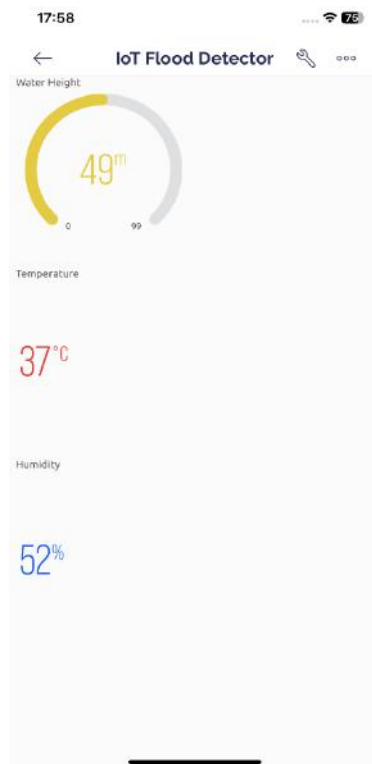 17:58
75
IoT Flood Detector
Water Height
49m
0 99
Temperature
37°C
Humidity
52%